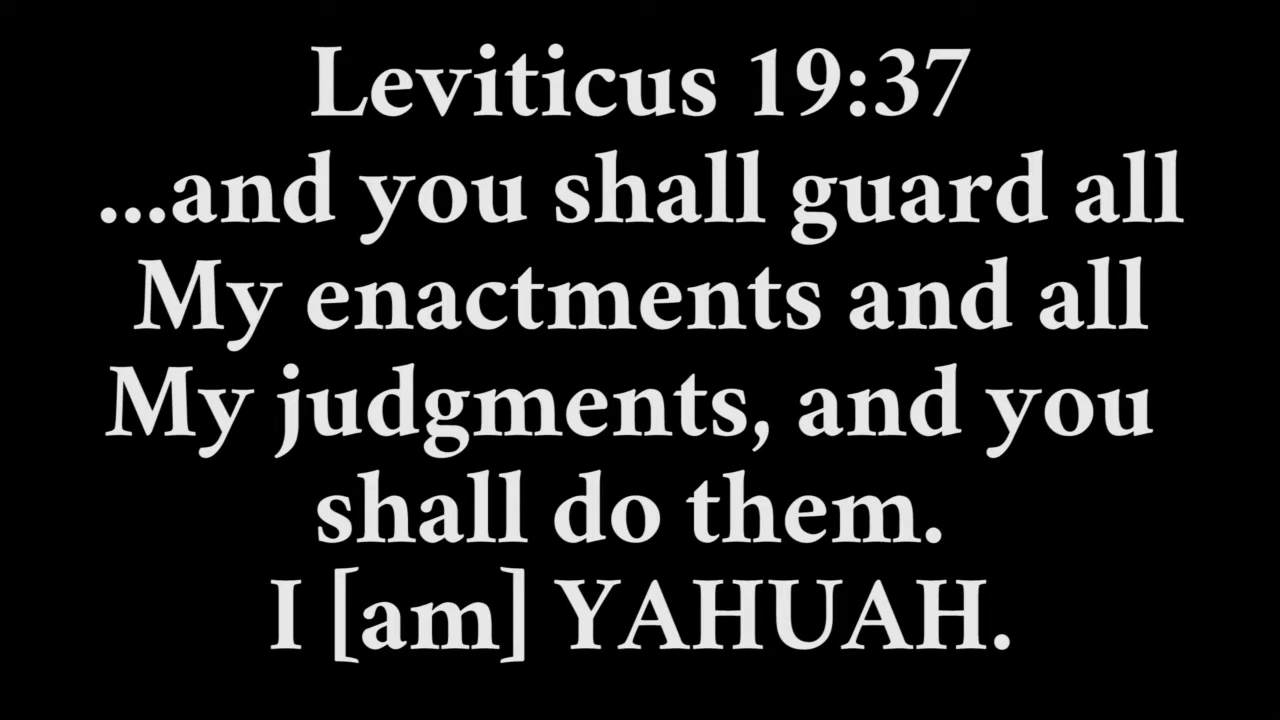 Leviticus 19:37
...and you shall guard all
My enactments and all
My judgments, and you
shall do them.
I [am] YAHUAH.